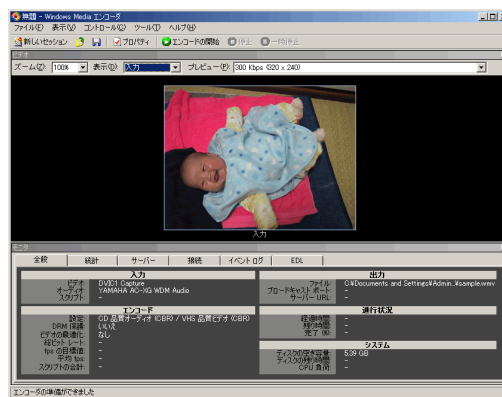 無題 - Windows Media エンコーダ
ファイル(F) 表示(V) コントロール(C) ツール(T) ヘルプ(H)
新しいセッション プロパティ エンコードの開始 停止 一時停止
ビデオ
ズーム(Z): 100% 表示(D): 入力 プレビュー(P): 300 Kbps (320 x 240)
入力
モニタ
全般 統計 サーバー 接続 イベント ログ EDL
入力
ビデオ: DVIC1 Capture
オーディオ: YAMAHA AC-XG WDM Audio
スクリプト: -
エンコード
設定: CD 品質オーディオ (CBR) / VHS 品質ビデオ (CBR)
DRM 保護: いいえ
ビデオの最適化: なし
総ビット レート: -
fps の目標値: -
平均 fps: -
スクリプトの合計: -
出力
ファイル: C:¥Documents and Settings¥Admin..¥sample.wmv
ブロードキャスト ポート: -
サーバー URL: -
進行状況
経過時間: -
残り時間: -
完了 (%): -
システム
ディスクの空き容量: 5.39 GB
ディスクの残り時間: -
CPU 負荷: -
エンコーダの準備ができました